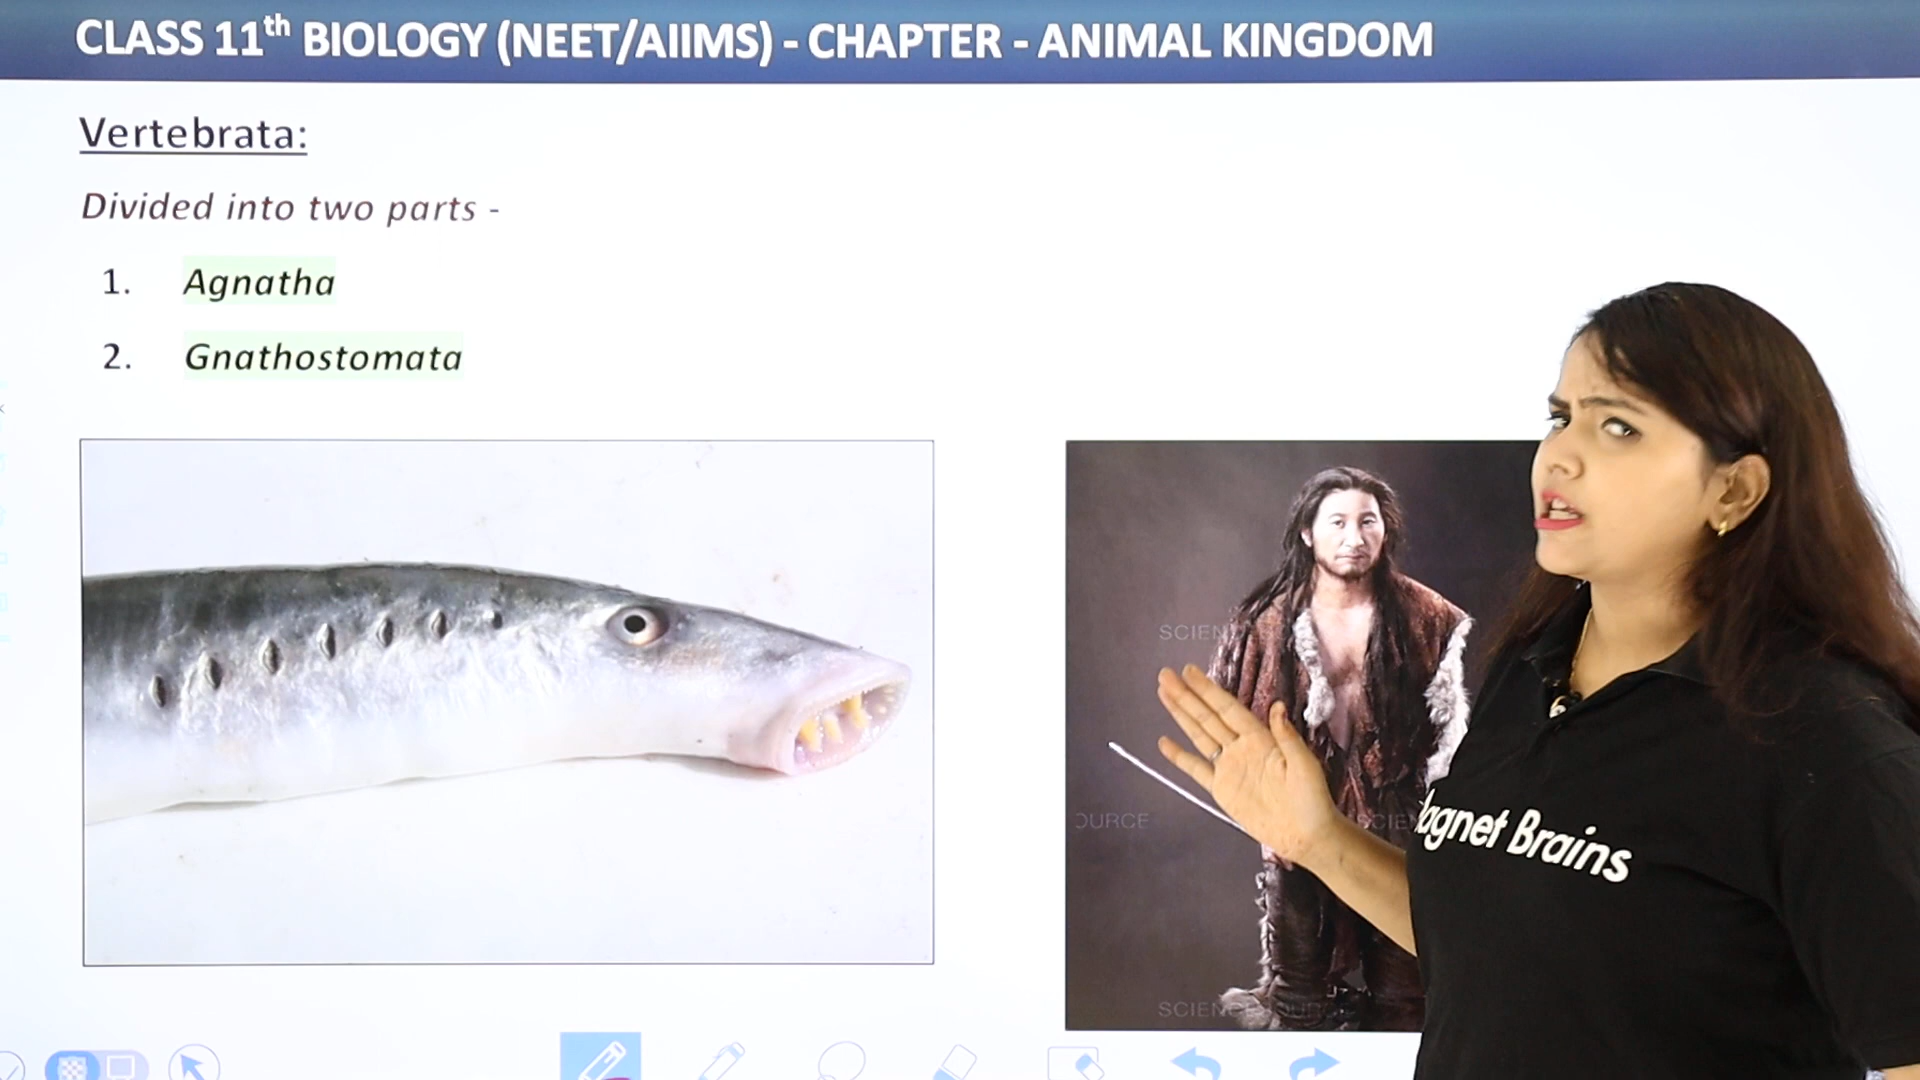 CLASS 11th BIOLOGY (NEET/AIIMS) - CHAPTER - ANIMAL KINGDOM
Vertebrata:
Divided into two parts -
1. Agnatha
2. Gnathostomata
agnet Brains